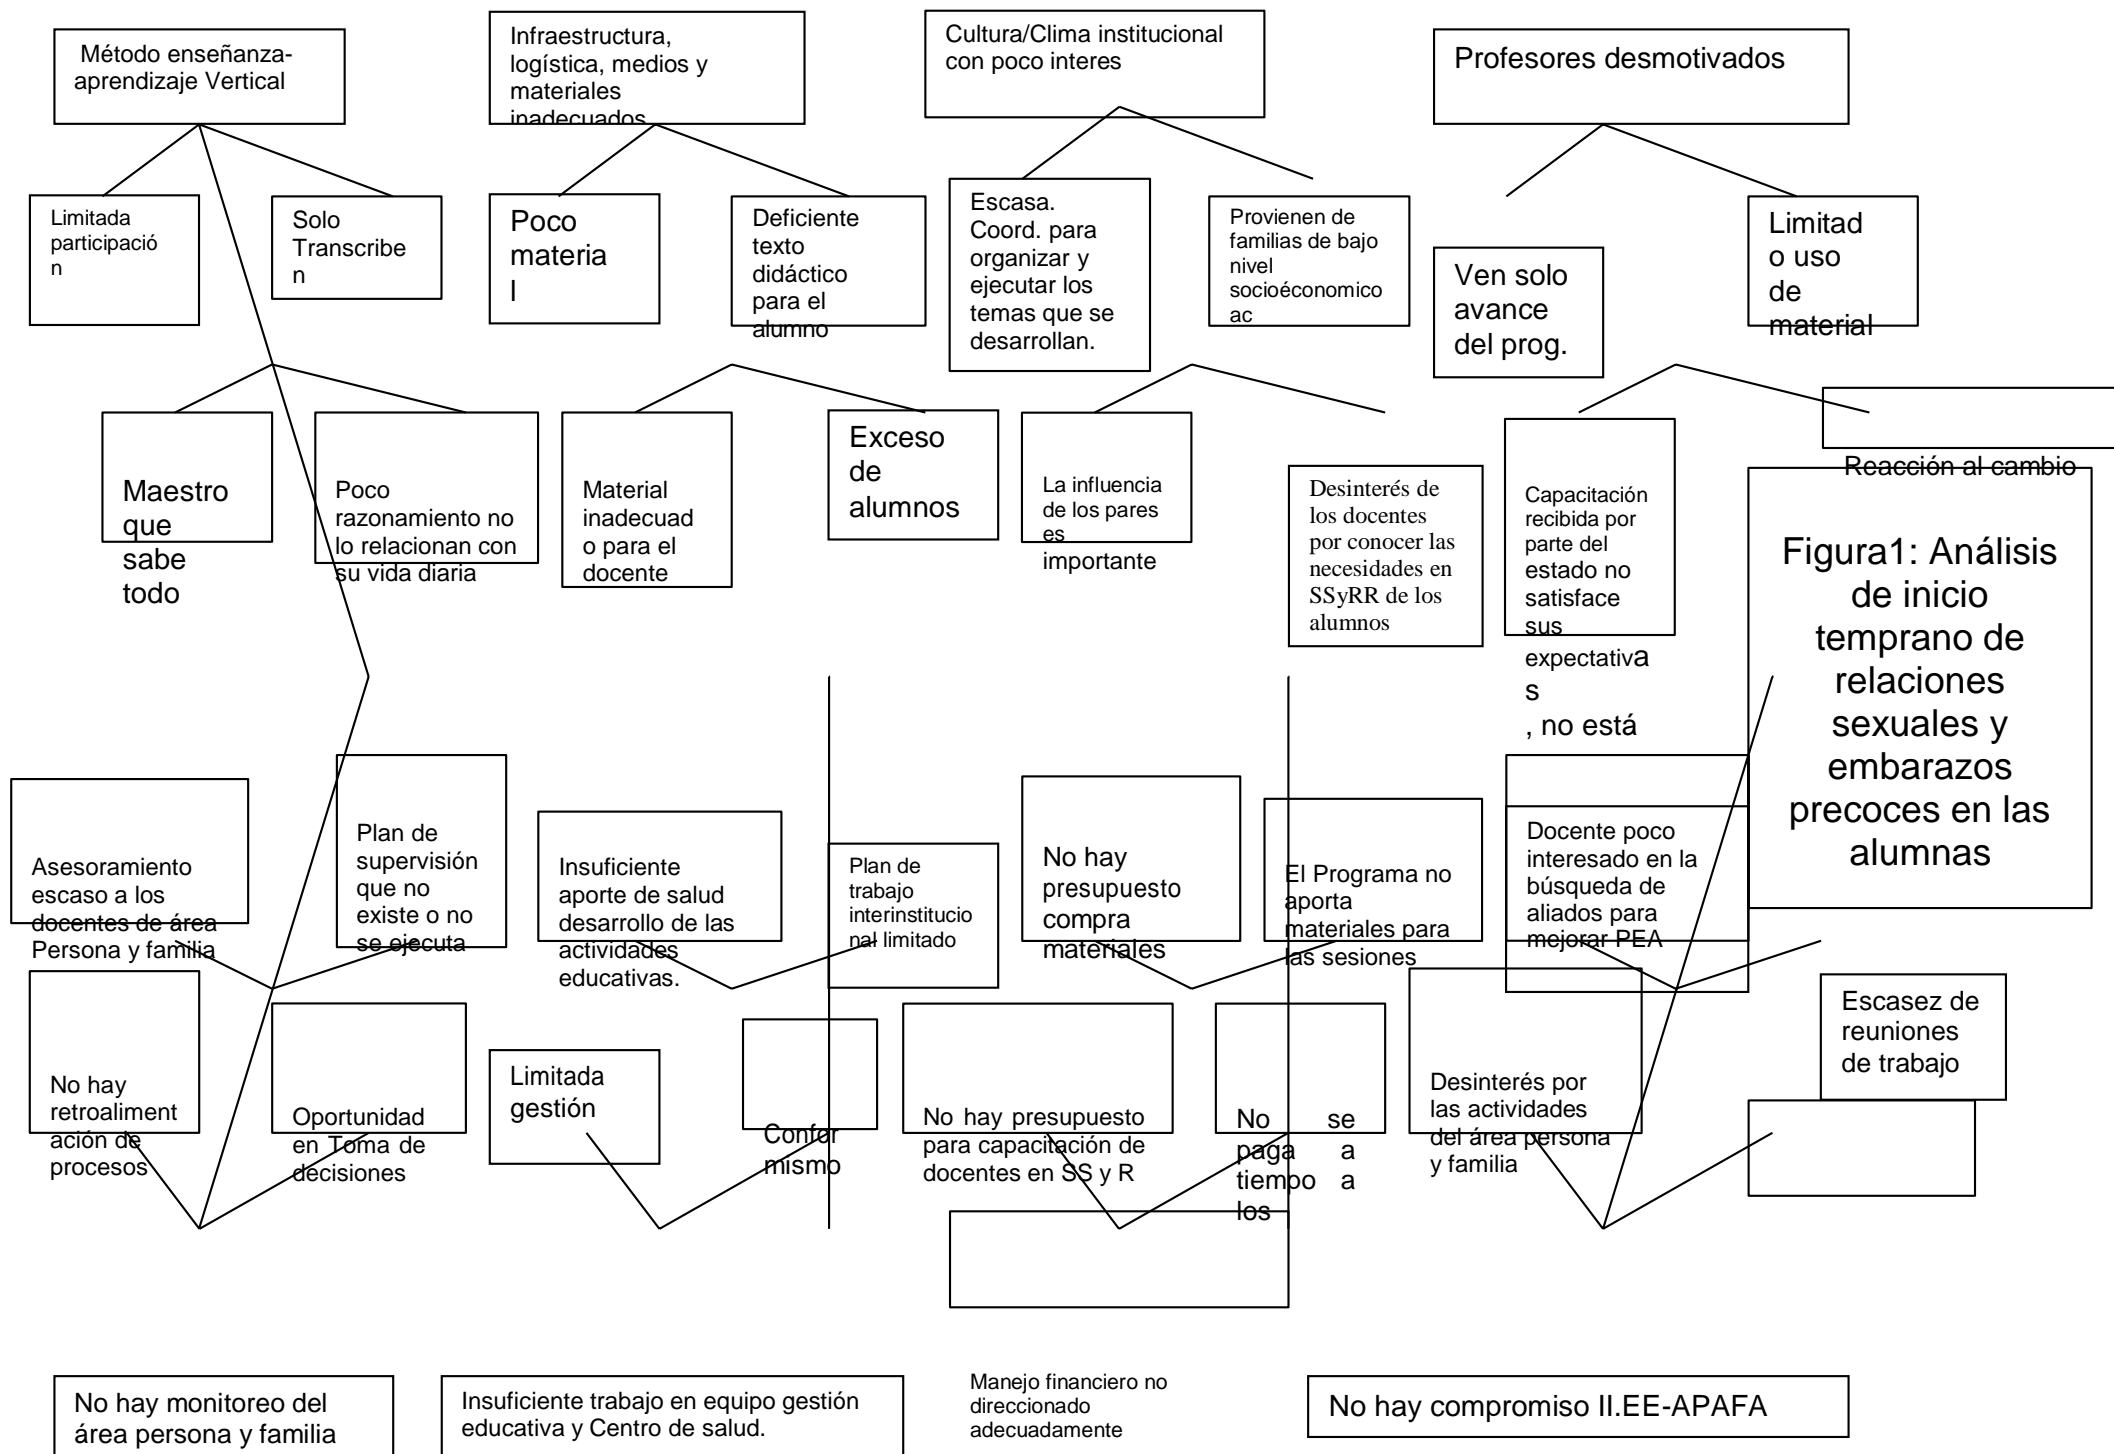 Método enseñanza-
aprendizaje Vertical
Infraestructura,
logística, medios y
materiales
inadecuados
Cultura/Clima institucional
con poco interes
Profesores desmotivados
Limitada
participació
n
Solo
Transcribe
n
Poco
materia
l
Deficiente
texto
didáctico
para el
alumno
Escasa.
Coord. para
organizar y
ejecutar los
temas que se
desarrollan.
Provienen de
familias de bajo
nivel
socioéconomico
ac
Ven solo
avance
del prog.
Limitad
o uso
de
material
Maestro
que
sabe
todo
Poco
razonamiento no
lo relacionan con
su vida diaria
Material
inadecuad
o para el
docente
Exceso
de
alumnos
La influencia
de los pares
es
importante
Desinterés de
los docentes
por conocer las
necesidades en
SSyRR de los
alumnos
Capacitación
recibida por
parte del
estado no
satisface
sus
expectativa
s
, no está
Reacción al cambio
Figura1: Análisis
de inicio
temprano de
relaciones
sexuales y
embarazos
precoces en las
alumnas
Asesoramiento
escaso a los
docentes de área
Persona y familia
Plan de
supervisión
que no
existe o no
se ejecuta
Insuficiente
aporte de salud
desarrollo de las
actividades
educativas.
Plan de
trabajo
interinstitucio
nal limitado
No hay
presupuesto
compra
materiales
El Programa no
aporta
materiales para
las sesiones
Docente poco
interesado en la
búsqueda de
aliados para
mejorar PEA
Escasez de
reuniones
de trabajo
No hay
retroaliment
ación de
procesos
Oportunidad
en Toma de
decisiones
Limitada
gestión
Confor
mismo
No hay presupuesto
para capacitación de
docentes en SS y R
No se
paga a
tiempo a
los
Desinterés por
las actividades
del área persona
y familia
No hay monitoreo del
área persona y familia
Insuficiente trabajo en equipo gestión
educativa y Centro de salud.
Manejo financiero no
direccionado
adecuadamente
No hay compromiso II.EE-APAFA